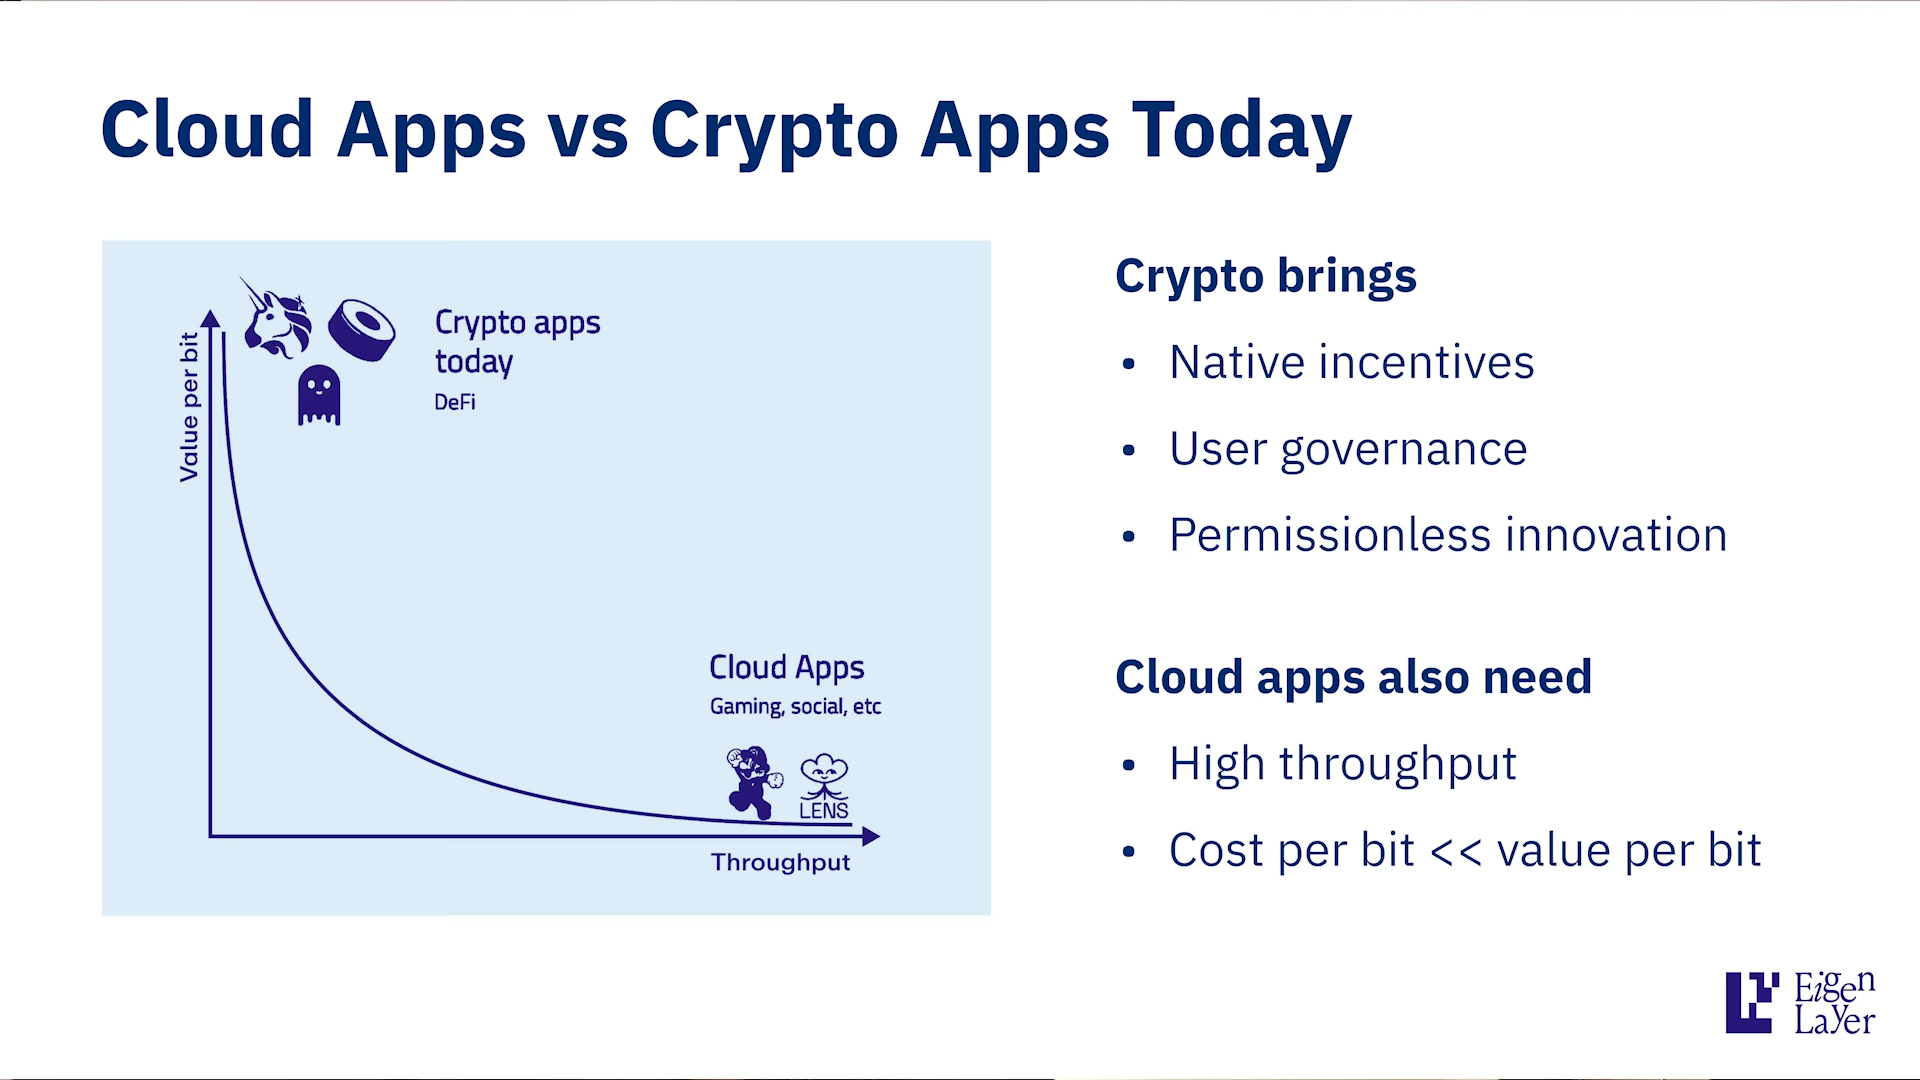 Cloud Apps vs Crypto Apps Today
Value per bit
Crypto apps
today
DeFi
Cloud Apps
Gaming, social, etc
LENS
Throughput
Crypto brings
• Native incentives
• User governance
• Permissionless innovation
Cloud apps also need
• High throughput
• Cost per bit << value per bit
Eigen
Layer